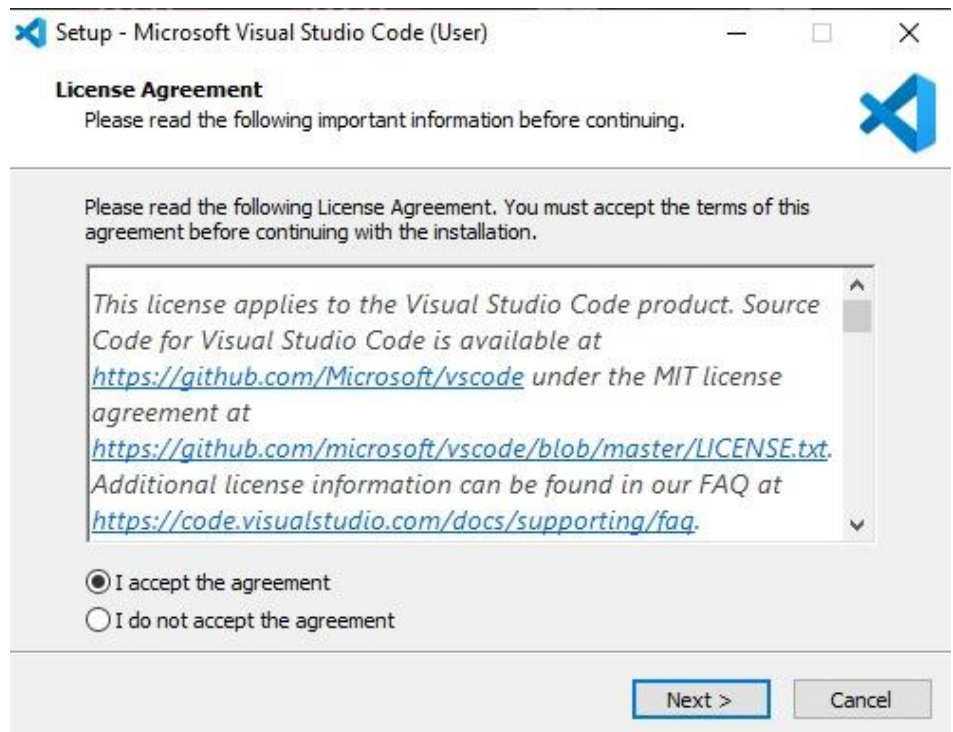 Setup - Microsoft Visual Studio Code (User)
License Agreement
Please read the following important information before continuing.
Please read the following License Agreement. You must accept the terms of this
agreement before continuing with the installation.
This license applies to the Visual Studio Code product. Source
Code for Visual Studio Code is available at
https://github.com/Microsoft/vscode under the MIT license
agreement at
https://github.com/microsoft/vscode/blob/master/LICENSE.txt.
Additional license information can be found in our FAQ at
https://code.visualstudio.com/docs/supporting/faq.
I accept the agreement
I do not accept the agreement
Next >
Cancel